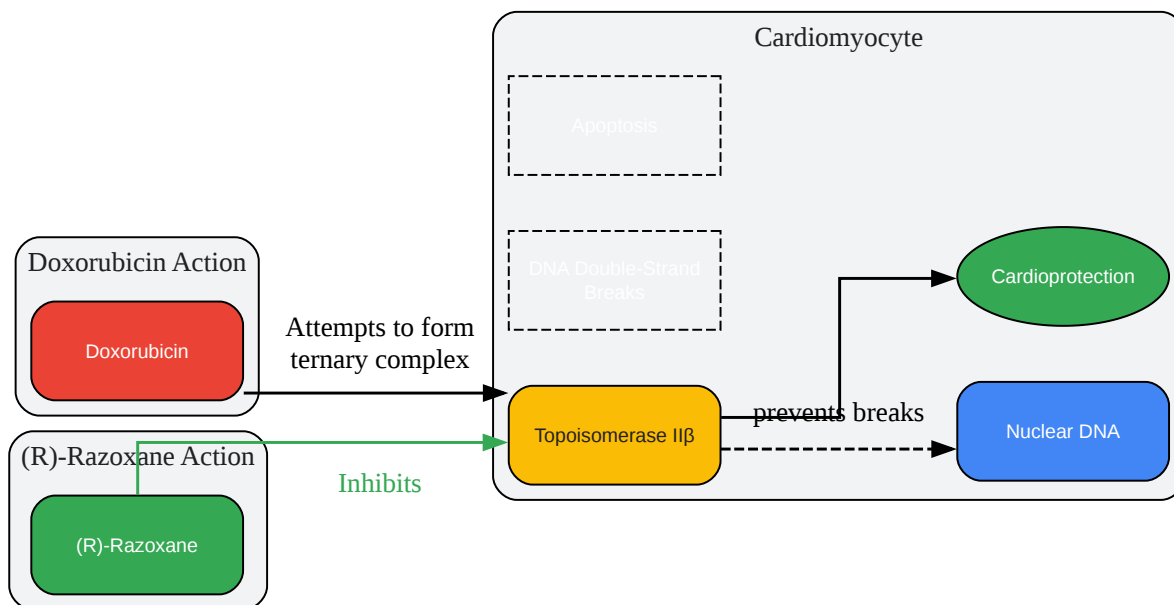 Cardiomyocyte
Apoptosis
DNA Double-Strand
Breaks
Cardioprotection
Doxorubicin Action
Doxorubicin
Attempts to form
ternary complex
Topoisomerase IIβ
prevents breaks
Nuclear DNA
(R)-Razoxane Action
(R)-Razoxane
Inhibits